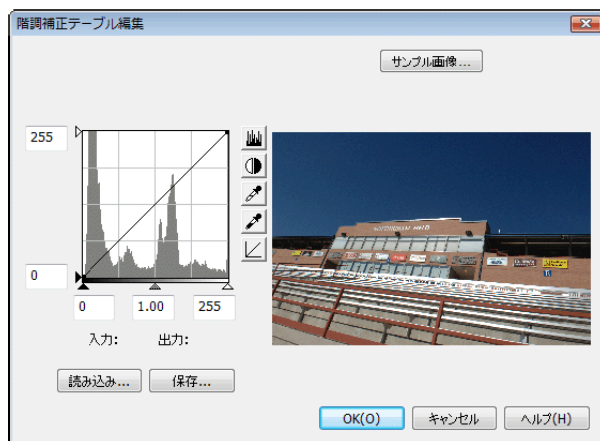 階調補正テーブル編集
サンプル画像...
255
0
0 1.00 255
入力: 出力:
読み込み... 保存...
OK(O) キャンセル ヘルプ(H)